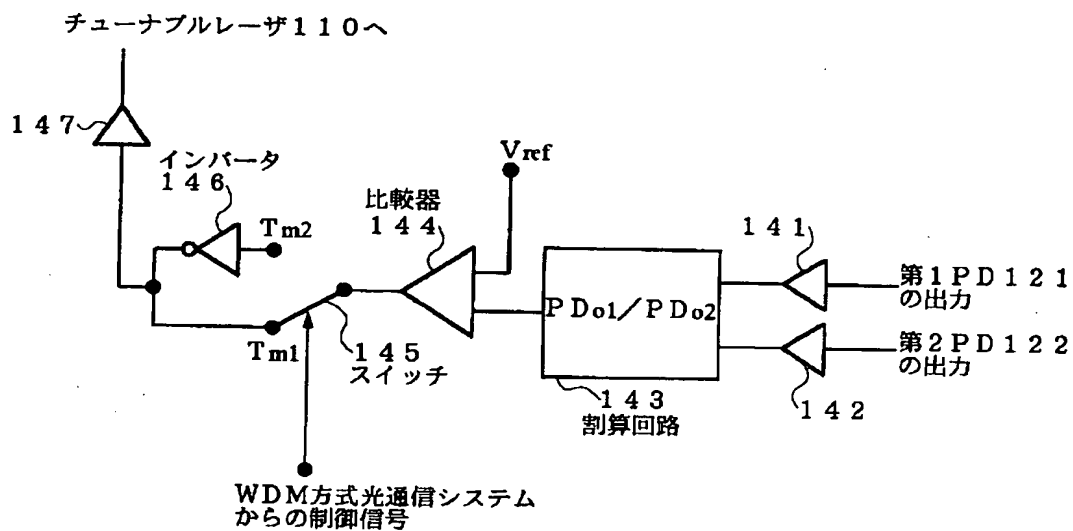 チューナブルレーザ１１０へ
１４７
インバータ
１４６
Ｔm2
Ｔm1
１４５
スイッチ
WDM方式光通信システム
からの制御信号
比較器
１４４
Ｖref
ＰＤo1／ＰＤo2
１４３
割算回路
１４１
１４２
第１ＰＤ１２１
の出力
第２ＰＤ１２２
の出力